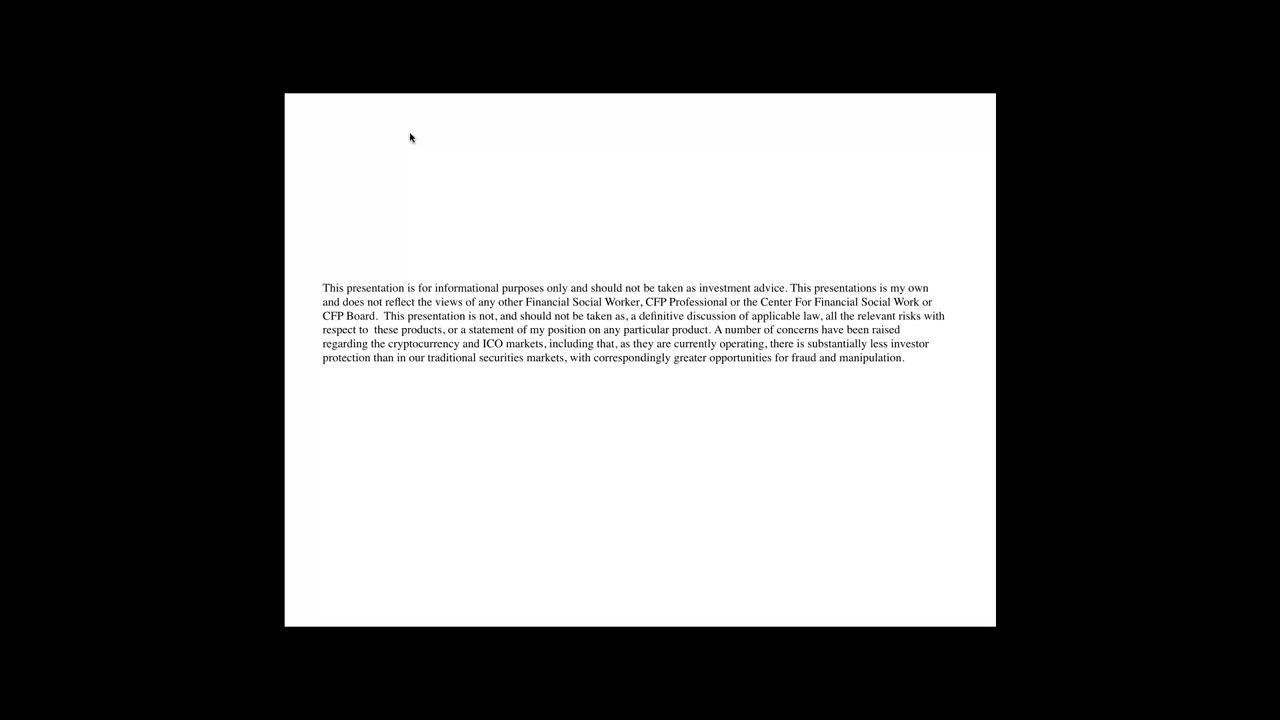 This presentation is for informational purposes only and should not be taken as investment advice. This presentations is my own
and does not reflect the views of any other Financial Social Worker, CFP Professional or the Center For Financial Social Work or
CFP Board.  This presentation is not, and should not be taken as, a definitive discussion of applicable law, all the relevant risks with
respect to  these products, or a statement of my position on any particular product. A number of concerns have been raised
regarding the cryptocurrency and ICO markets, including that, as they are currently operating, there is substantially less investor
protection than in our traditional securities markets, with correspondingly greater opportunities for fraud and manipulation.